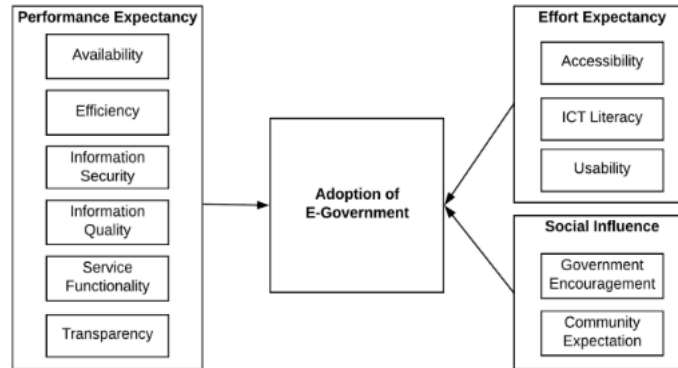 Performance Expectancy
Availability
Efficiency
Information
Security
Information
Quality
Service
Functionality
Transparency
Adoption of
E-Government
Effort Expectancy
Accessibility
ICT Literacy
Usability
Social Influence
Government
Encouragement
Community
Expectation